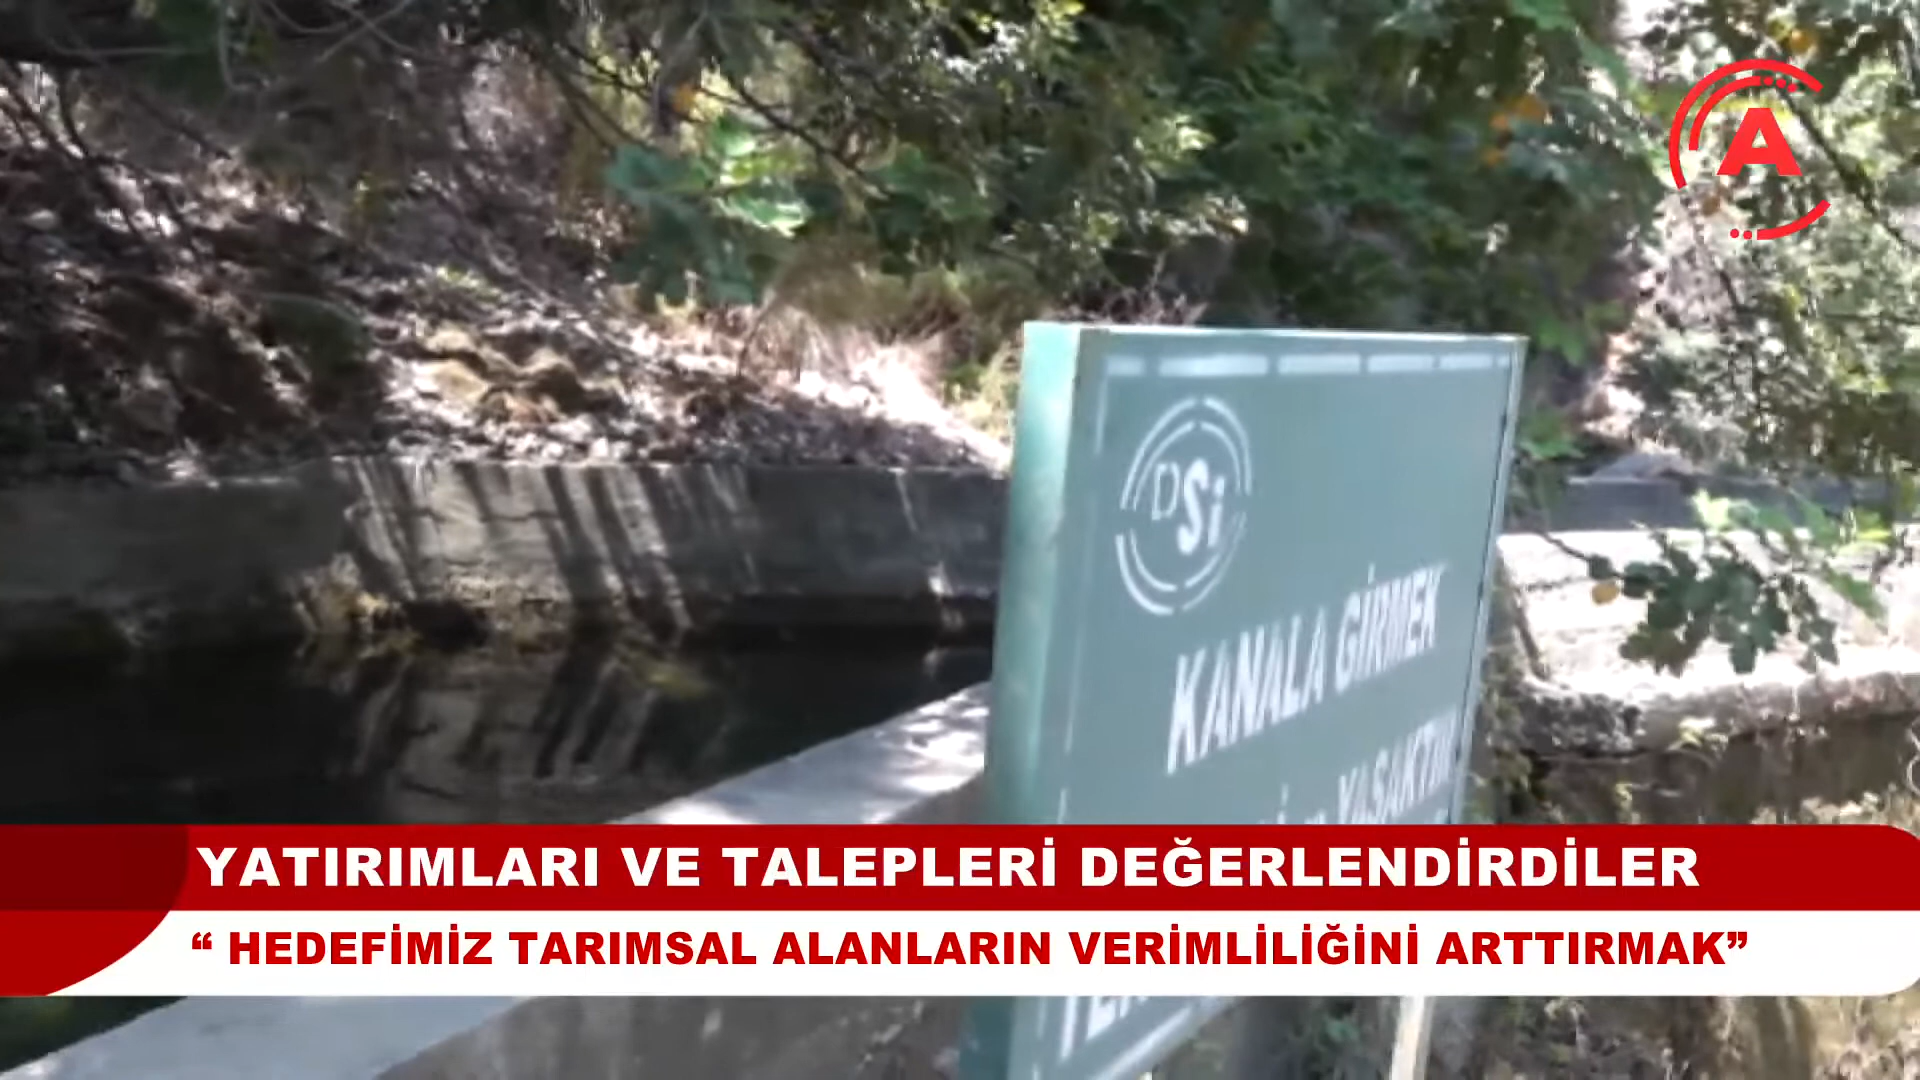 A
DSi
KANALA GİRMEK
YASAKTIR
YATIRIMLARI VE TALEPLERİ DEĞERLENDİRDİLER
“ HEDEFİMİZ TARIMSAL ALANLARIN VERİMLİLİĞİNİ ARTTIRMAK”